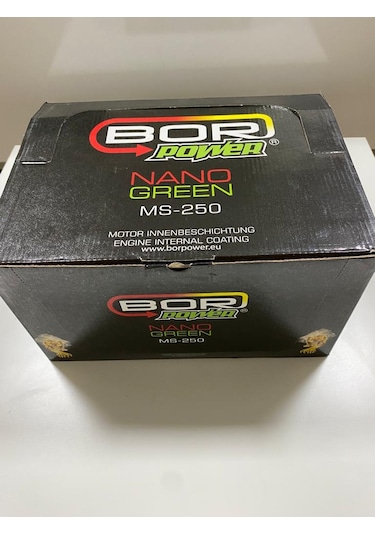 BOR
POWER®
NANO
GREEN
MS-250
MOTOR INNENBESCHICHTUNG
ENGINE INTERNAL COATING
www.borpower.eu
BOR
POWER®
NANO
GREEN
MS-250